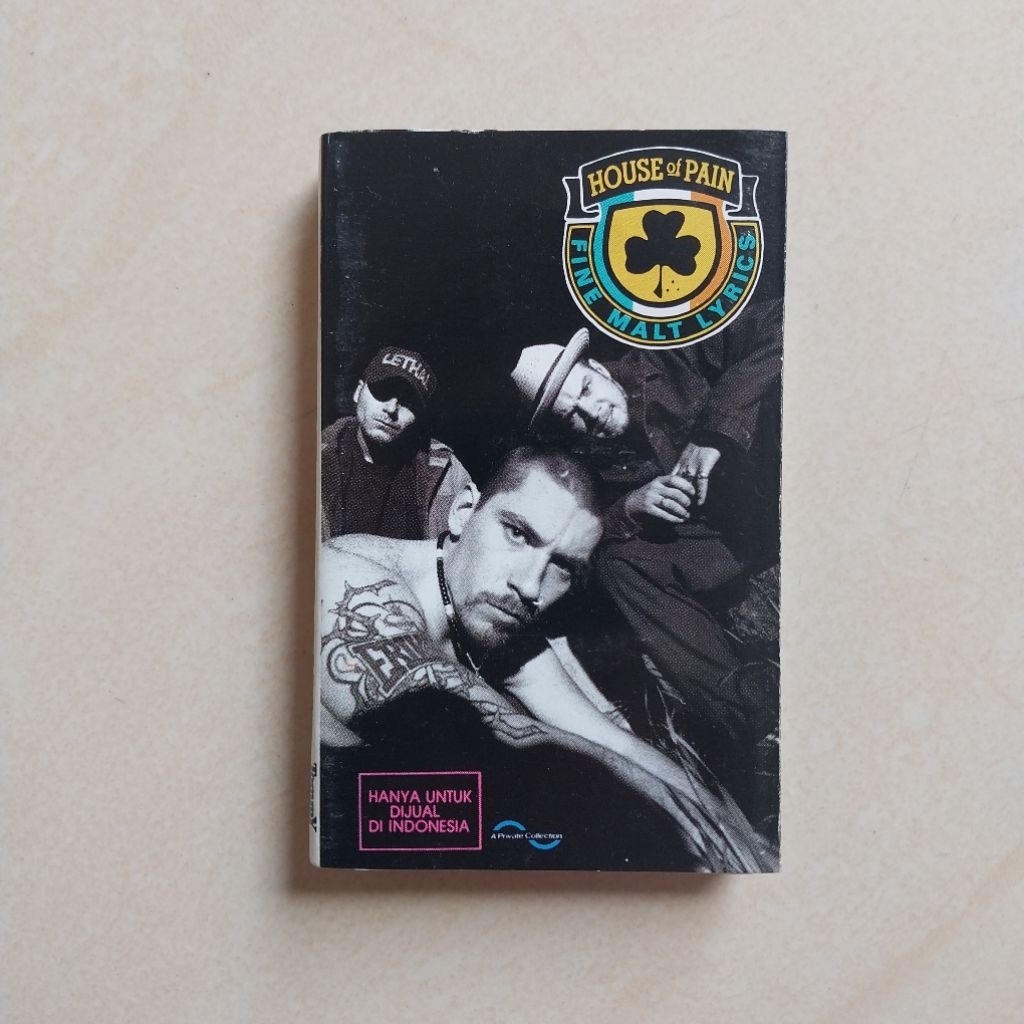 HOUSE of PAIN
FINE MALT LYRICS
LETHAL
HANYA UNTUK
DIJUAL
DI INDONESIA
A Private Collection